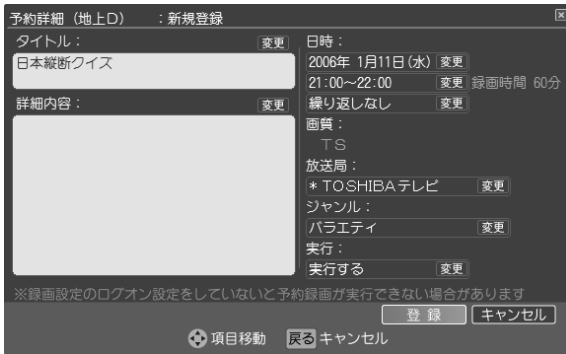 予約詳細（地上D） ：新規登録
タイトル： 変更
日本縦断クイズ
詳細内容： 変更
日時：
2006年 1月11日(水) 変更
21:00～22:00 変更 録画時間 60分
繰り返しなし 変更
画質：
TS
放送局：
＊TOSHIBAテレビ 変更
ジャンル：
バラエティ 変更
実行：
実行する 変更
※録画設定のログオン設定をしていないと予約録画が実行できない場合があります
登 録 キャンセル
項目移動 戻る キャンセル